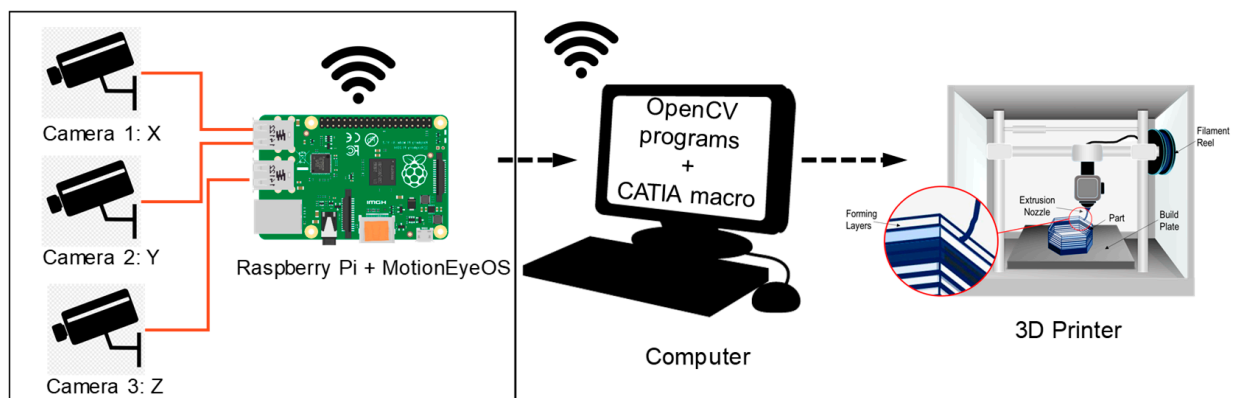 Camera 1: X
Camera 2: Y
Camera 3: Z
Raspberry Pi + MotionEyeOS
OpenCV
programs
+
CATIA macro
Computer
Filament
Reel
Extrusion
Nozzle
Forming
Layers
Part
Build
Plate
3D Printer